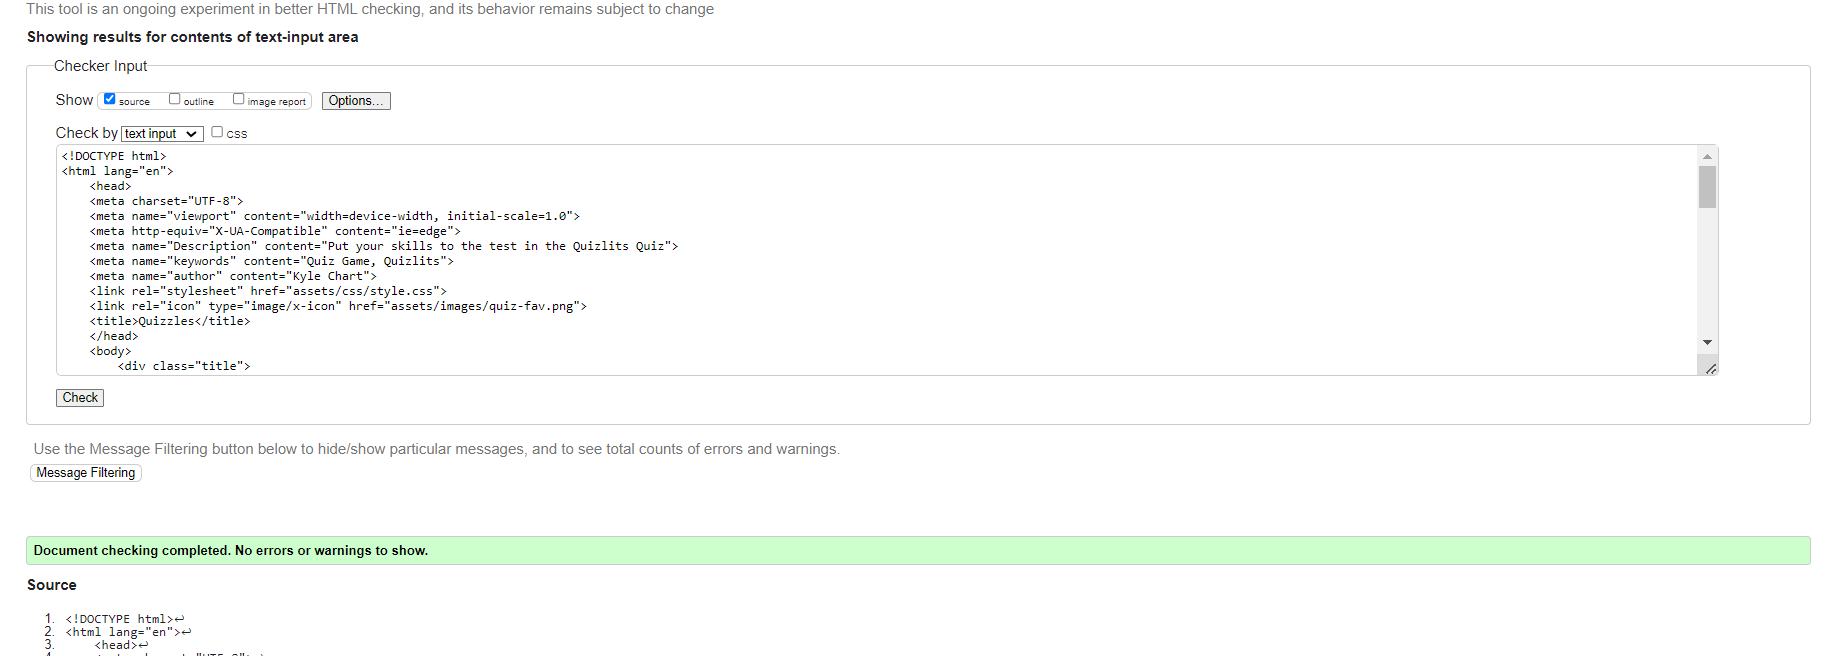 This tool is an ongoing experiment in better HTML checking, and its behavior remains subject to change
Showing results for contents of text-input area
Checker Input
Show source outline image report Options...
Check by text input css
<!DOCTYPE html>
<html lang="en">
    <head>
    <meta charset="UTF-8">
    <meta name="viewport" content="width=device-width, initial-scale=1.0">
    <meta http-equiv="X-UA-Compatible" content="ie=edge">
    <meta name="Description" content="Put your skills to the test in the Quizlits Quiz">
    <meta name="keywords" content="Quiz Game, Quizlits">
    <meta name="author" content="Kyle Chart">
    <link rel="stylesheet" href="assets/css/style.css">
    <link rel="icon" type="image/x-icon" href="assets/images/quiz-fav.png">
    <title>Quizzles</title>
    </head>
    <body>
        <div class="title">
Check
Use the Message Filtering button below to hide/show particular messages, and to see total counts of errors and warnings.
Message Filtering
Document checking completed. No errors or warnings to show.
Source
1. <!DOCTYPE html>↩
2. <html lang="en">↩
3.     <head>↩